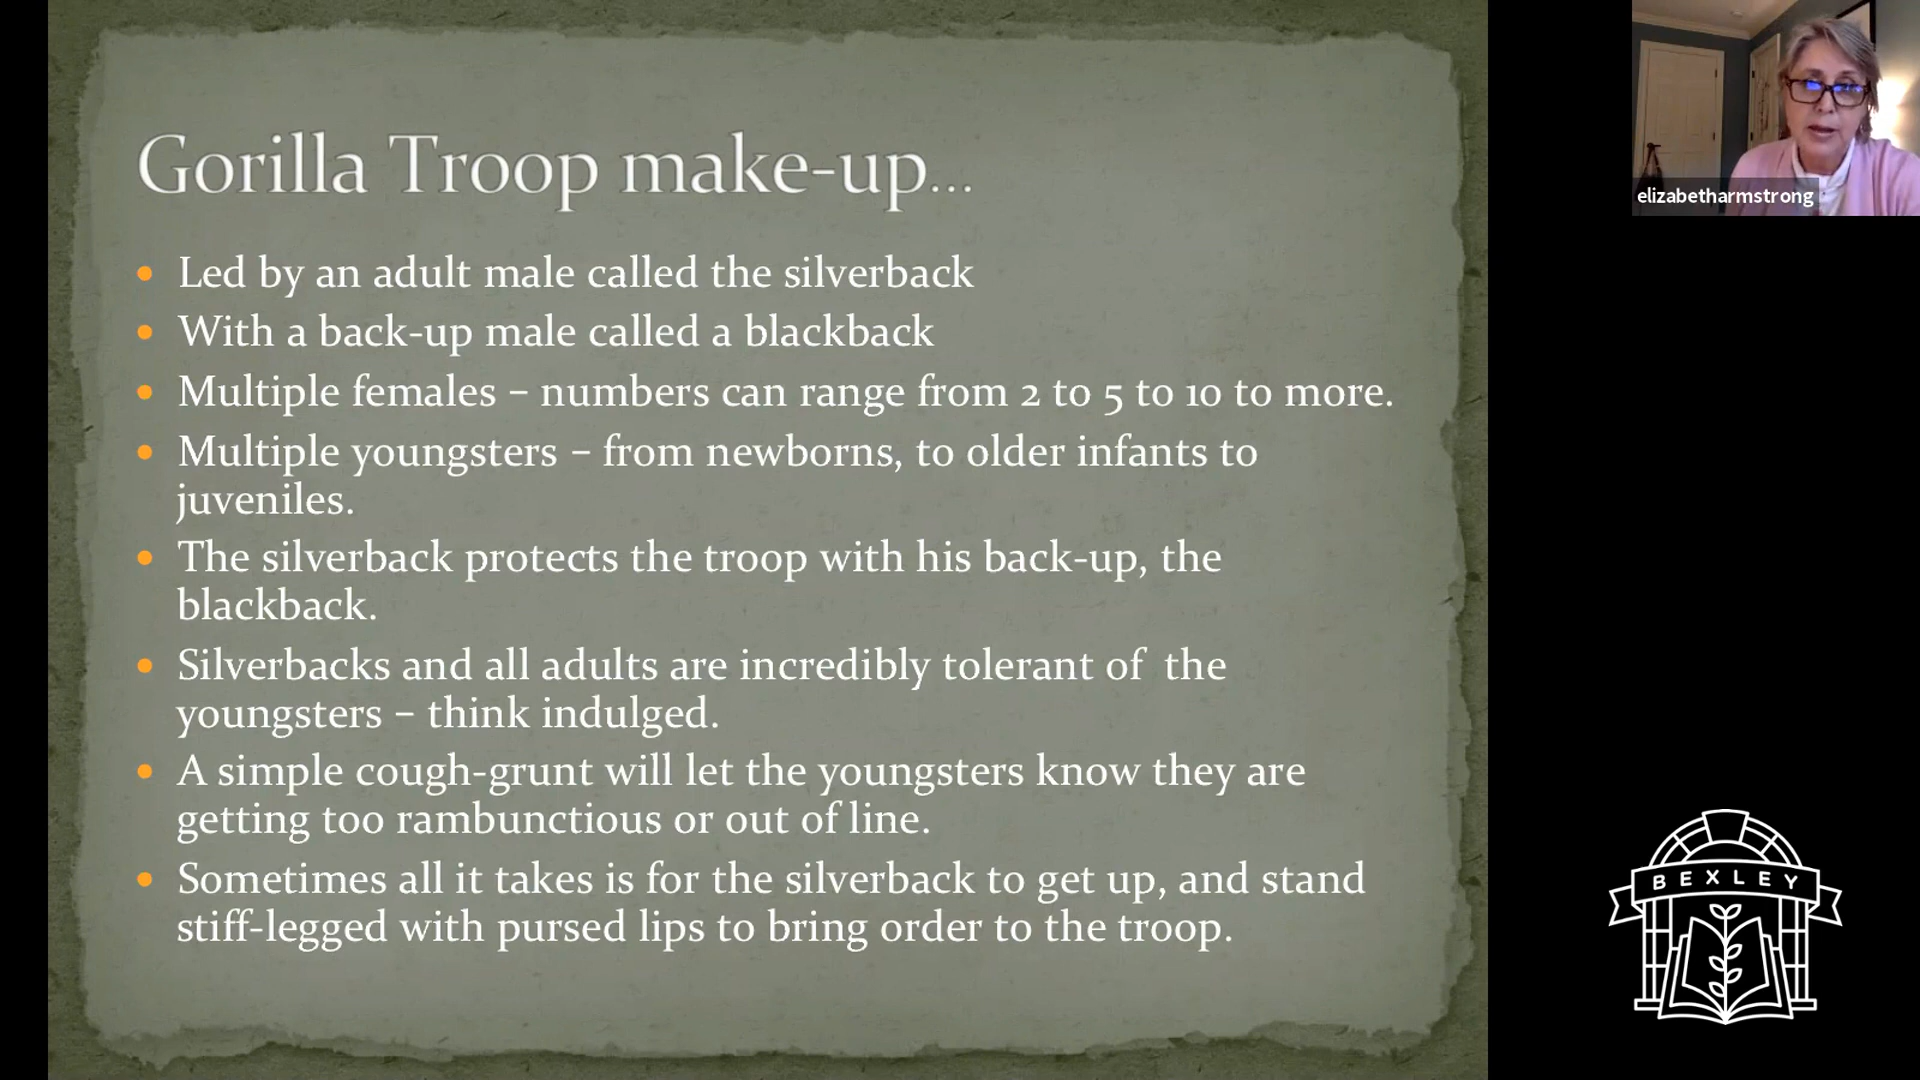 Gorilla Troop make-up...
• Led by an adult male called the silverback
• With a back-up male called a blackback
• Multiple females – numbers can range from 2 to 5 to 10 to more.
• Multiple youngsters – from newborns, to older infants to
juveniles.
• The silverback protects the troop with his back-up, the
blackback.
• Silverbacks and all adults are incredibly tolerant of  the
youngsters – think indulged.
• A simple cough-grunt will let the youngsters know they are
getting too rambunctious or out of line.
• Sometimes all it takes is for the silverback to get up, and stand
stiff-legged with pursed lips to bring order to the troop.
elizabetharmstrong
BEXLEY